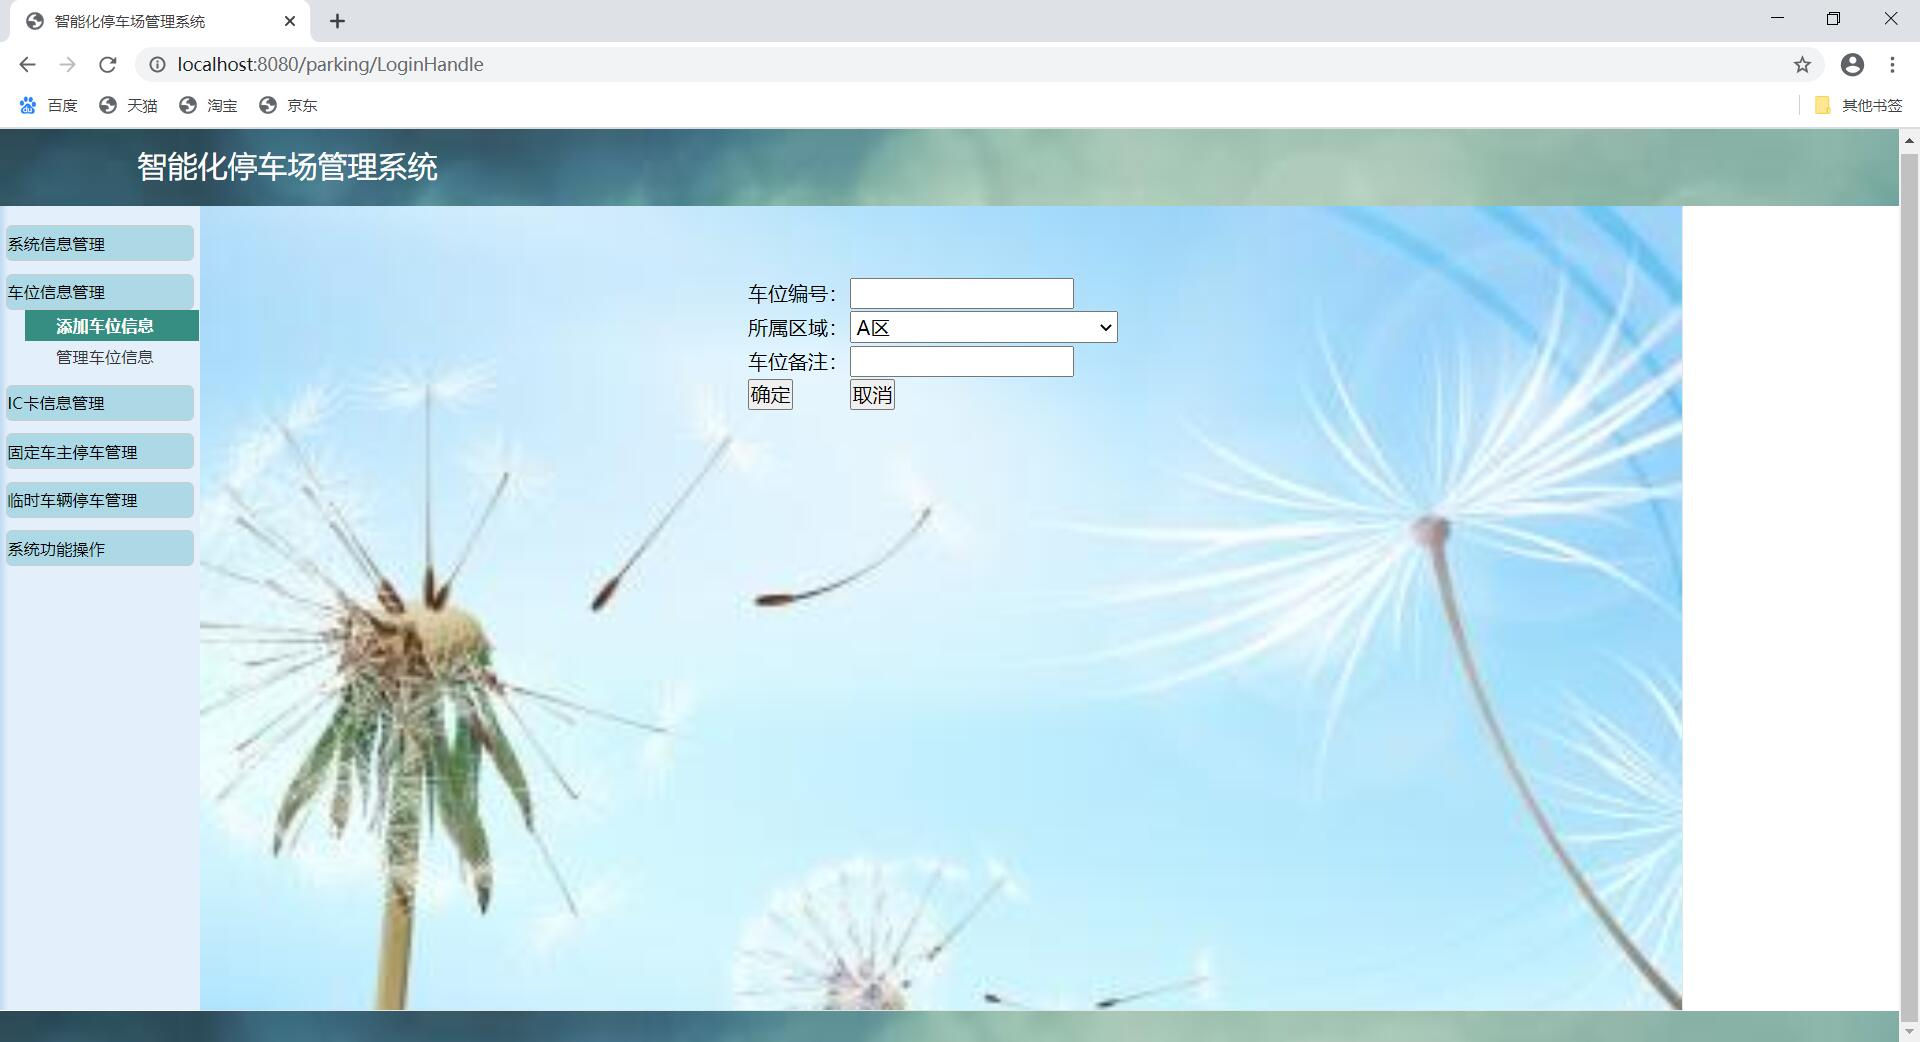 智能化停车场管理系统
localhost:8080/parking/LoginHandle
百度 天猫 淘宝 京东 其他书签
智能化停车场管理系统
系统信息管理
车位信息管理
添加车位信息
管理车位信息
IC卡信息管理
固定车主停车管理
临时车辆停车管理
系统功能操作
车位编号：
所属区域： A区
车位备注：
确定 取消